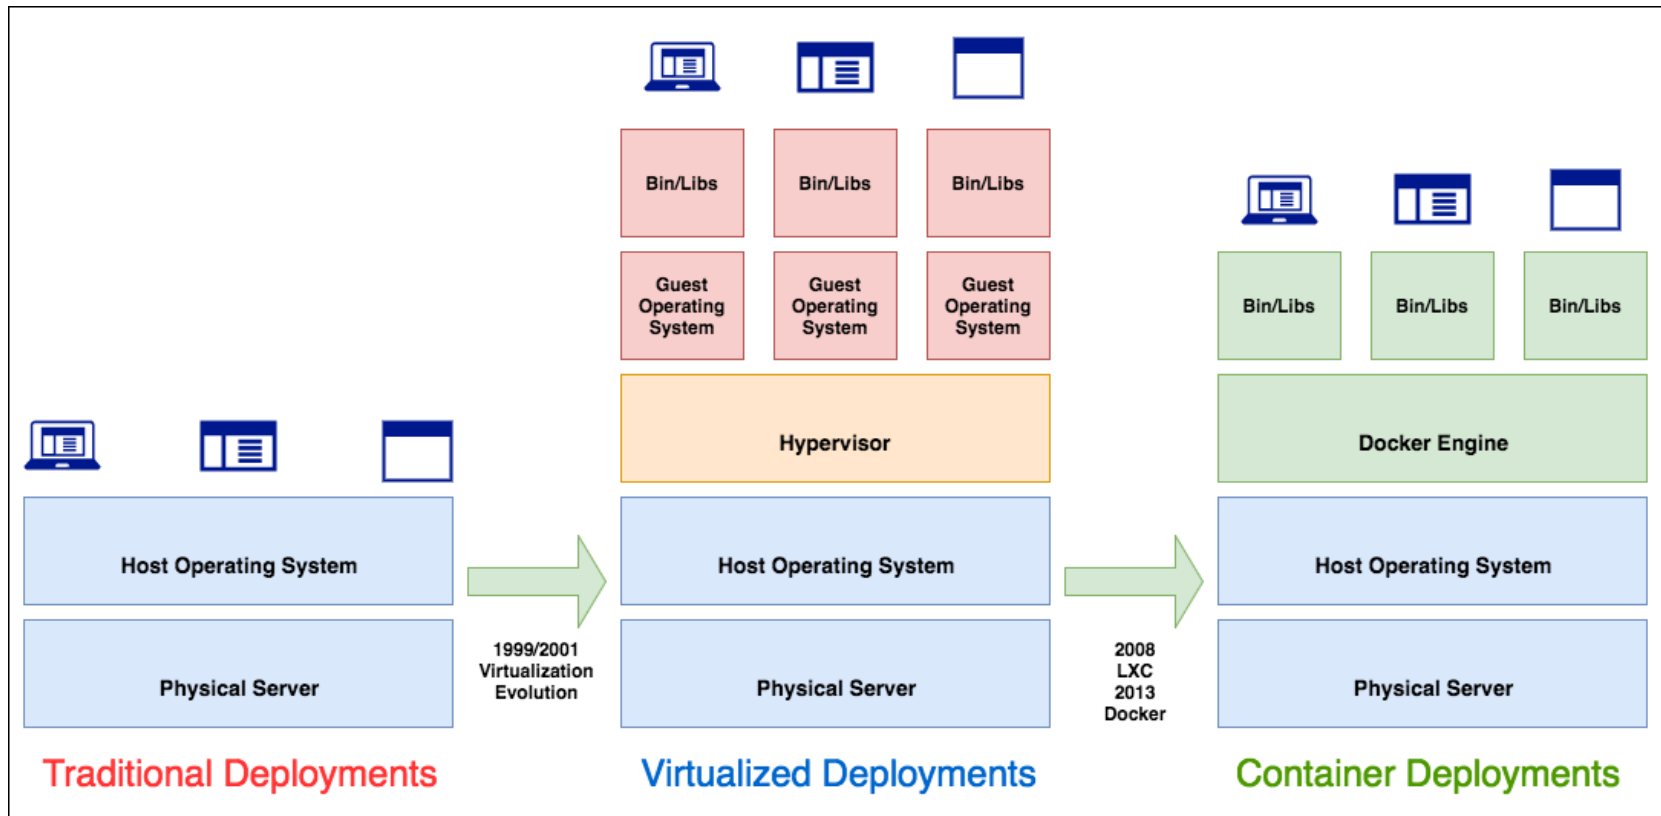 Bin/Libs
Bin/Libs
Bin/Libs
Guest
Operating
System
Guest
Operating
System
Guest
Operating
System
Bin/Libs
Bin/Libs
Bin/Libs
Hypervisor
Docker Engine
Host Operating System
Host Operating System
Host Operating System
1999/2001
Virtualization
Evolution
2008
LXC
2013
Docker
Physical Server
Physical Server
Physical Server
Traditional Deployments
Virtualized Deployments
Container Deployments